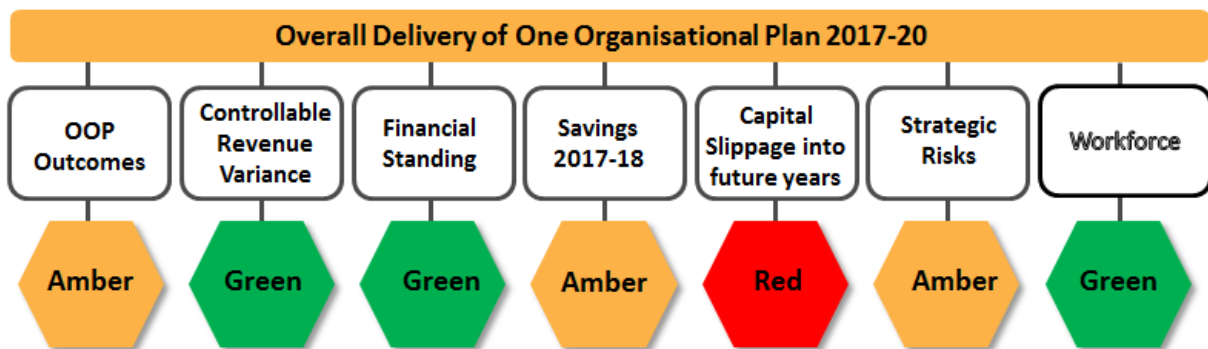 Overall Delivery of One Organisational Plan 2017-20
OOP
Outcomes
Controllable
Revenue
Variance
Financial
Standing
Savings
2017-18
Capital
Slippage into
future years
Strategic
Risks
Workforce
Amber
Green
Green
Amber
Red
Amber
Green